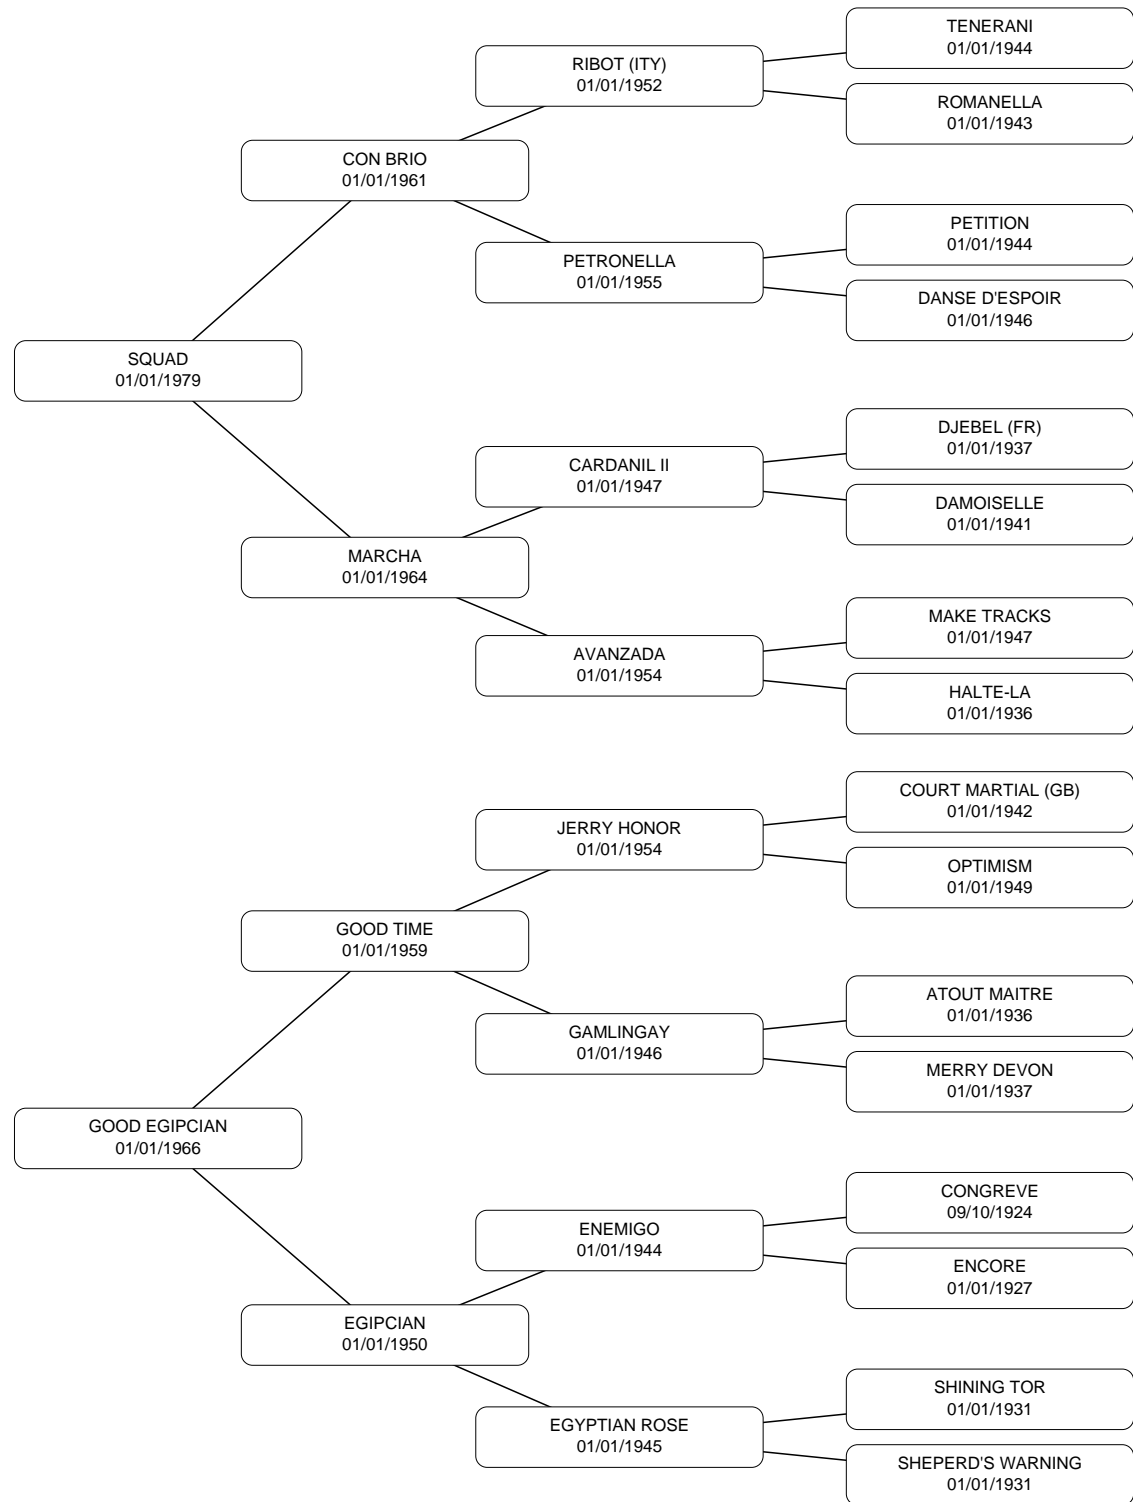 TENERANI
01/01/1944
RIBOT (ITY)
01/01/1952
ROMANELLA
01/01/1943
CON BRIO
01/01/1961
PETITION
01/01/1944
PETRONELLA
01/01/1955
DANSE D'ESPOIR
01/01/1946
SQUAD
01/01/1979
DJEBEL (FR)
01/01/1937
CARDANIL II
01/01/1947
DAMOISELLE
01/01/1941
MARCHA
01/01/1964
MAKE TRACKS
01/01/1947
AVANZADA
01/01/1954
HALTE-LA
01/01/1936
COURT MARTIAL (GB)
01/01/1942
JERRY HONOR
01/01/1954
OPTIMISM
01/01/1949
GOOD TIME
01/01/1959
ATOUT MAITRE
01/01/1936
GAMLINGAY
01/01/1946
MERRY DEVON
01/01/1937
GOOD EGIPCIAN
01/01/1966
CONGREVE
09/10/1924
ENEMIGO
01/01/1944
ENCORE
01/01/1927
EGIPCIAN
01/01/1950
SHINING TOR
01/01/1931
EGYPTIAN ROSE
01/01/1945
SHEPERD'S WARNING
01/01/1931